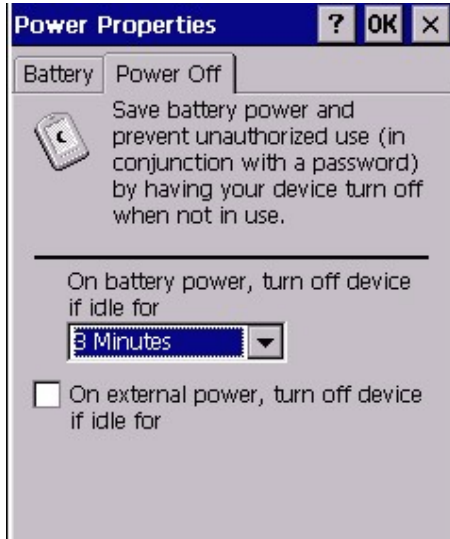 Power Properties ? OK ×
Battery Power Off
Save battery power and
prevent unauthorized use (in
conjunction with a password)
by having your device turn off
when not in use.
On battery power, turn off device
if idle for
3 Minutes
On external power, turn off device
if idle for